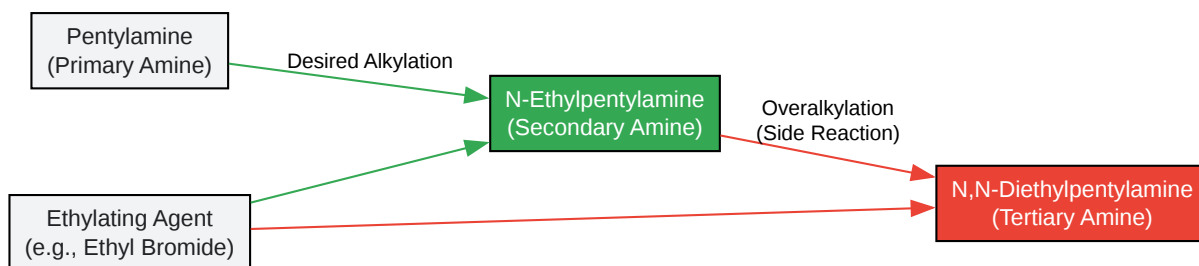 Pentylamine
(Primary Amine)
Desired Alkylation
N-Ethylpentylamine
(Secondary Amine)
Overalkylation
(Side Reaction)
N,N-Diethylpentylamine
(Tertiary Amine)
Ethylating Agent
(e.g., Ethyl Bromide)